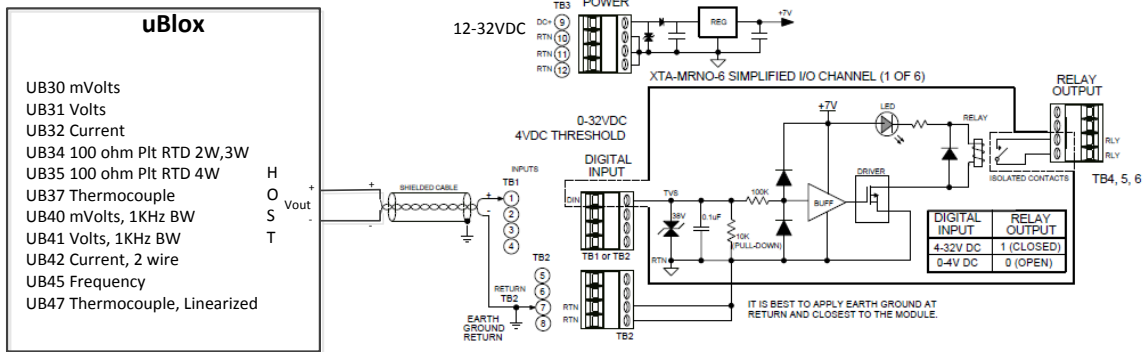 uBlox
UB30 mVolts
UB31 Volts
UB32 Current
UB34 100 ohm Plt RTD 2W,3W
UB35 100 ohm Plt RTD 4W
UB37 Thermocouple
UB40 mVolts, 1KHz BW
UB41 Volts, 1KHz BW
UB42 Current, 2 wire
UB45 Frequency
UB47 Thermocouple, Linearized
H
O
S
T
+
Vout
-
+
-
SHIELDED CABLE
+
-
INPUTS
TB1
1
2
3
4
TB2
5
6
7
8
RETURN
TB2
EARTH
GROUND
RETURN
12-32VDC
TB3
POWER
DC+ 9
RTN 10
RTN 11
RTN 12
REG
+7V
XTA-MRNO-6 SIMPLIFIED I/O CHANNEL (1 OF 6)
0-32VDC
4VDC THRESHOLD
DIGITAL
INPUT
DIN
TB1 or TB2
RTN
RTN
TB2
TVS
38V
RTN
0.1uF
10K
(PULL-DOWN)
100K
+7V
BUFF
DRIVER
LED
RELAY
ISOLATED CONTACTS
RELAY
OUTPUT
RLY
RLY
TB4, 5, 6
DIGITAL INPUT RELAY OUTPUT
4-32V DC 1 (CLOSED)
0-4V DC 0 (OPEN)
IT IS BEST TO APPLY EARTH GROUND AT
RETURN AND CLOSEST TO THE MODULE.